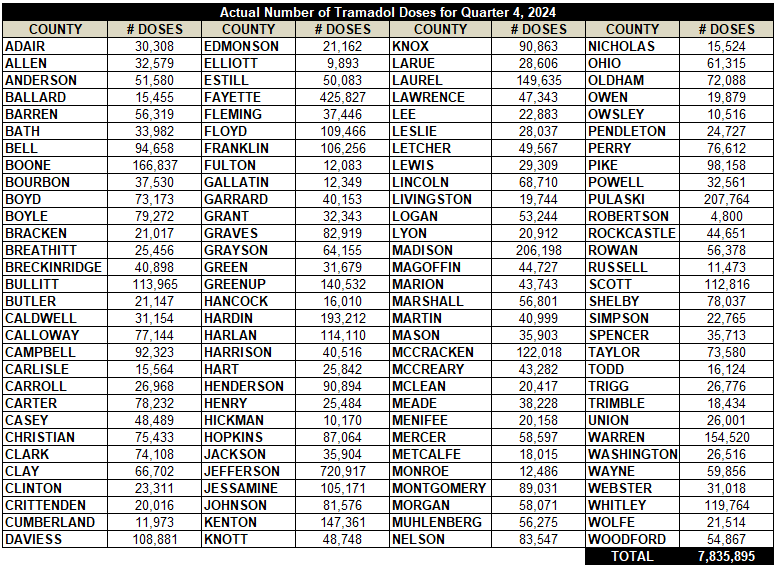 Actual Number of Tramadol Doses for Quarter 4, 2024
COUNTY # DOSES COUNTY # DOSES COUNTY # DOSES COUNTY # DOSES
ADAIR 30,308 EDMONSON 21,162 KNOX 90,863 NICHOLAS 15,524
ALLEN 32,579 ELLIOTT 9,893 LARUE 28,606 OHIO 61,315
ANDERSON 51,580 ESTILL 50,083 LAUREL 149,635 OLDHAM 72,088
BALLARD 15,455 FAYETTE 425,827 LAWRENCE 47,343 OWEN 19,879
BARREN 56,319 FLEMING 37,446 LEE 22,883 OWSLEY 10,516
BATH 33,982 FLOYD 109,466 LESLIE 28,037 PENDLETON 24,727
BELL 94,658 FRANKLIN 106,256 LETCHER 49,567 PERRY 76,612
BOONE 166,837 FULTON 12,083 LEWIS 29,309 PIKE 98,158
BOURBON 37,530 GALLATIN 12,349 LINCOLN 68,710 POWELL 32,561
BOYD 73,173 GARRARD 40,153 LIVINGSTON 19,744 PULASKI 207,764
BOYLE 79,272 GRANT 32,343 LOGAN 53,244 ROBERTSON 4,800
BRACKEN 21,017 GRAVES 82,919 LYON 20,912 ROCKCASTLE 44,651
BREATHITT 25,456 GRAYSON 64,155 MADISON 206,198 ROWAN 56,378
BRECKINRIDGE 40,898 GREEN 31,679 MAGOFFIN 44,727 RUSSELL 11,473
BULLITT 113,965 GREENUP 140,532 MARION 43,743 SCOTT 112,816
BUTLER 21,147 HANCOCK 16,010 MARSHALL 56,801 SHELBY 78,037
CALDWELL 31,154 HARDIN 193,212 MARTIN 40,999 SIMPSON 22,765
CALLOWAY 77,144 HARLAN 114,110 MASON 35,903 SPENCER 35,713
CAMPBELL 92,323 HARRISON 40,516 MCCRACKEN 122,018 TAYLOR 73,580
CARLISLE 15,564 HART 25,842 MCCREARY 43,282 TODD 16,124
CARROLL 26,968 HENDERSON 90,894 MCLEAN 20,417 TRIGG 26,776
CARTER 78,232 HENRY 25,484 MEADE 38,228 TRIMBLE 18,434
CASEY 48,489 HICKMAN 10,170 MENIFEE 20,158 UNION 26,001
CHRISTIAN 75,433 HOPKINS 87,064 MERCER 58,597 WARREN 154,520
CLARK 74,108 JACKSON 35,904 METCALFE 18,015 WASHINGTON 26,516
CLAY 66,702 JEFFERSON 720,917 MONROE 12,486 WAYNE 59,856
CLINTON 23,311 JESSAMINE 105,171 MONTGOMERY 89,031 WEBSTER 31,018
CRITTENDEN 20,016 JOHNSON 81,576 MORGAN 58,071 WHITLEY 119,764
CUMBERLAND 11,973 KENTON 147,361 MUHLENBERG 56,275 WOLFE 21,514
DAVIESS 108,881 KNOTT 48,748 NELSON 83,547 WOODFORD 54,867
TOTAL 7,835,895